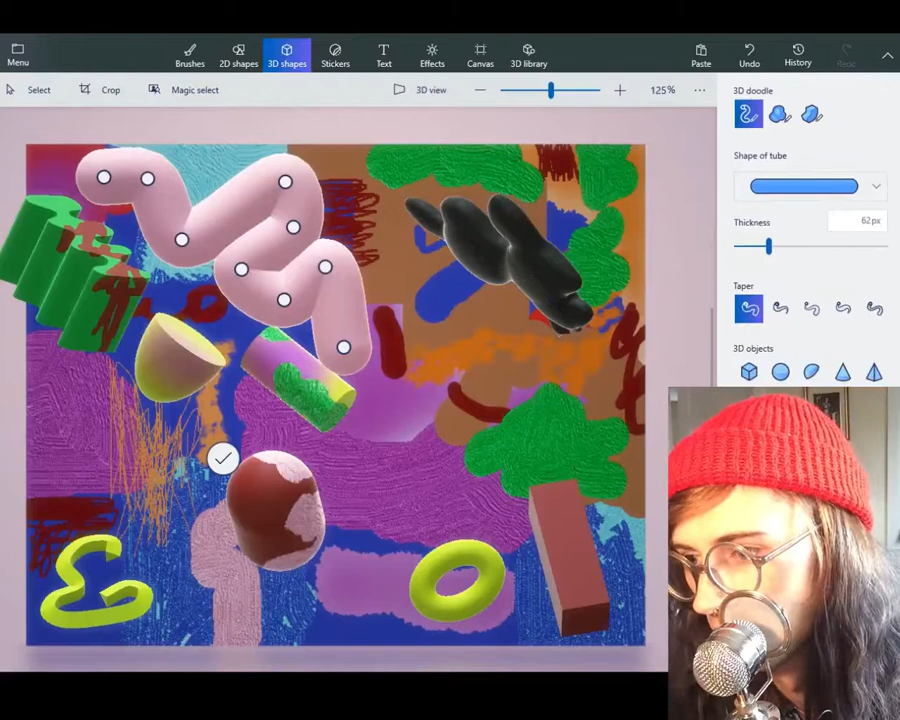 Menu
Brushes 2D shapes 3D shapes Stickers Text Effects Canvas 3D library Paste Undo History Redo
Select Crop Magic select 3D view 125%
3D doodle
Shape of tube
Thickness 62px
Taper
3D objects